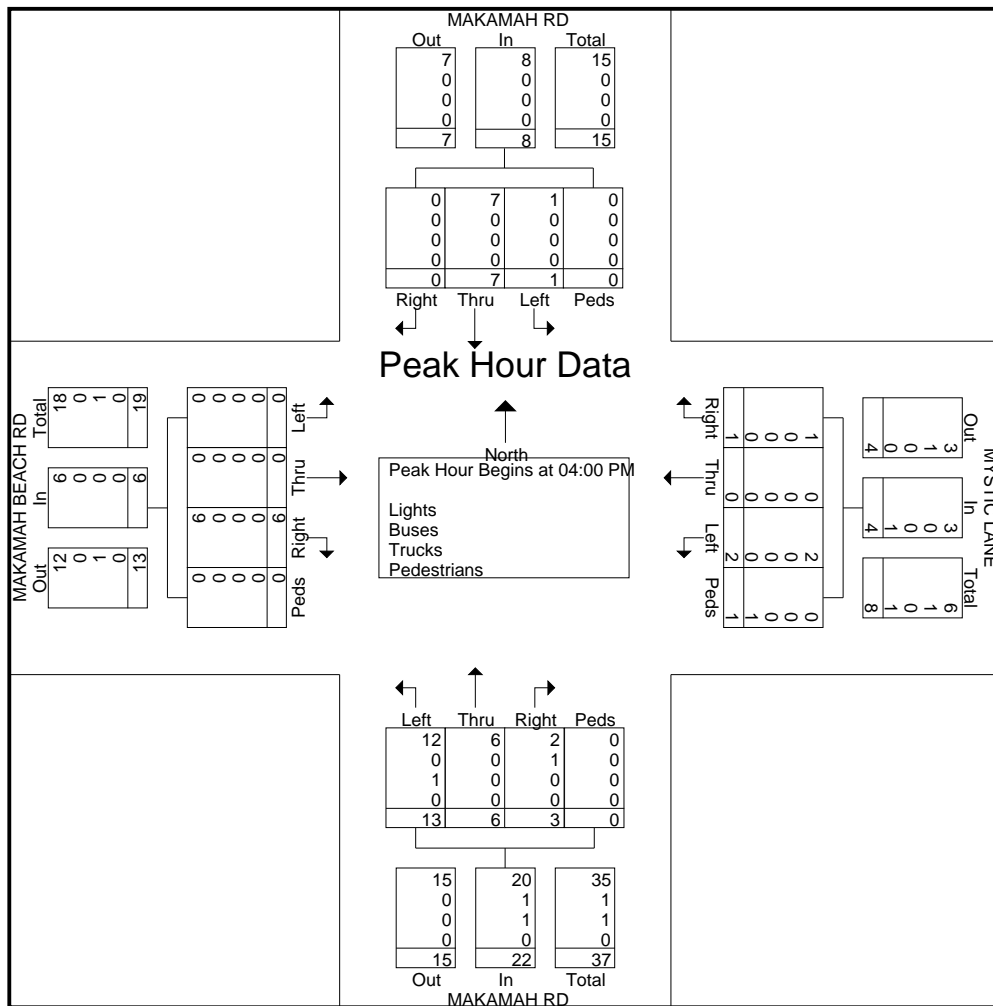 MAKAMAH RD
Out In Total
7 8 15
0 0 0
0 0 0
0 0 0
7 8 15
0 7 1 0
0 0 0 0
0 0 0 0
0 0 0 0
0 7 1 0
Right Thru Left Peds
Peak Hour Data
North
Peak Hour Begins at 04:00 PM
Lights
Buses
Trucks
Pedestrians
MAKAMAH BEACH RD
Out In Total
12 6 18
0 0 0
1 0 1
0 0 0
13 6 19
0 6 0 0
0 0 0 0
0 0 0 0
0 0 0 0
0 6 0 0
Peds Right Thru Left
MYSTIC LANE
Out In Total
3 3 6
1 0 1
0 0 0
0 1 1
4 4 8
1 0 2 0
0 0 0 0
0 0 0 0
0 0 0 1
1 0 2 1
Right Thru Left Peds
Left Thru Right Peds
12 6 2 0
0 0 1 0
1 0 0 0
0 0 0 0
13 6 3 0
15 20 35
0 1 1
0 1 1
0 0 0
15 22 37
Out In Total
MAKAMAH RD